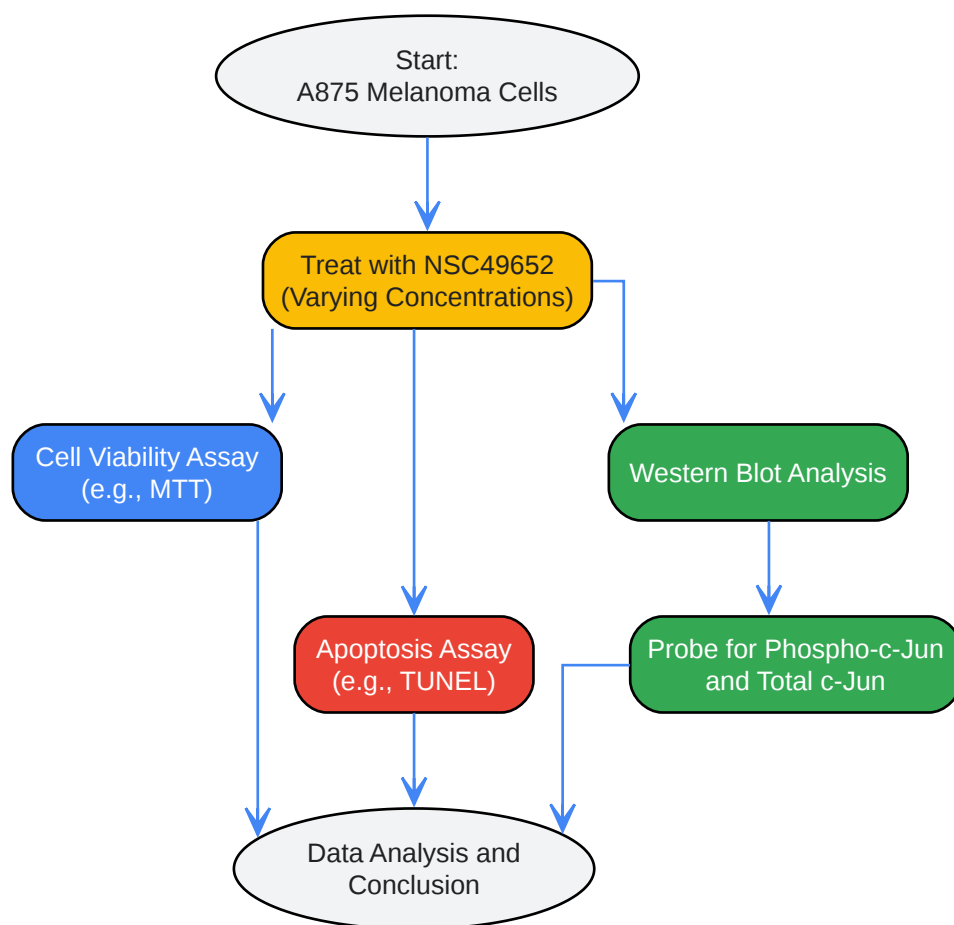 Start:
A875 Melanoma Cells
Treat with NSC49652
(Varying Concentrations)
Cell Viability Assay
(e.g., MTT)
Western Blot Analysis
Apoptosis Assay
(e.g., TUNEL)
Probe for Phospho-c-Jun
and Total c-Jun
Data Analysis and
Conclusion